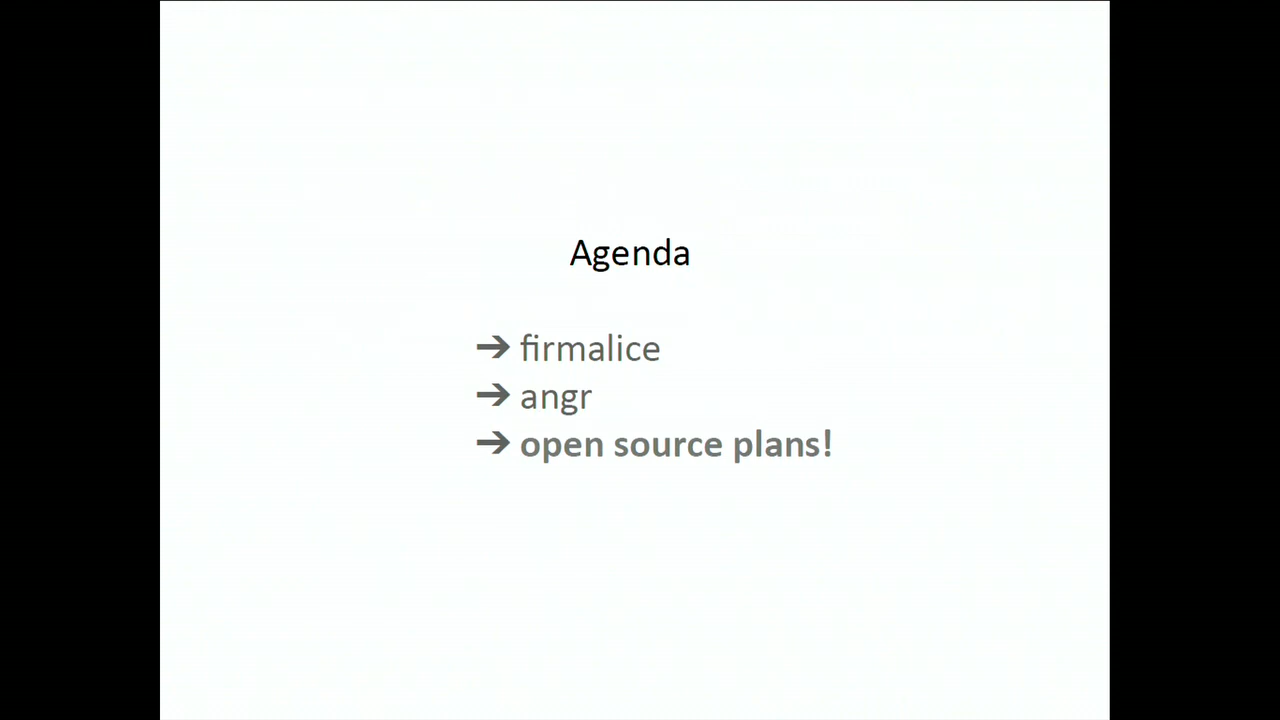 Agenda
➔ firmalice
➔ angr
➔ open source plans!